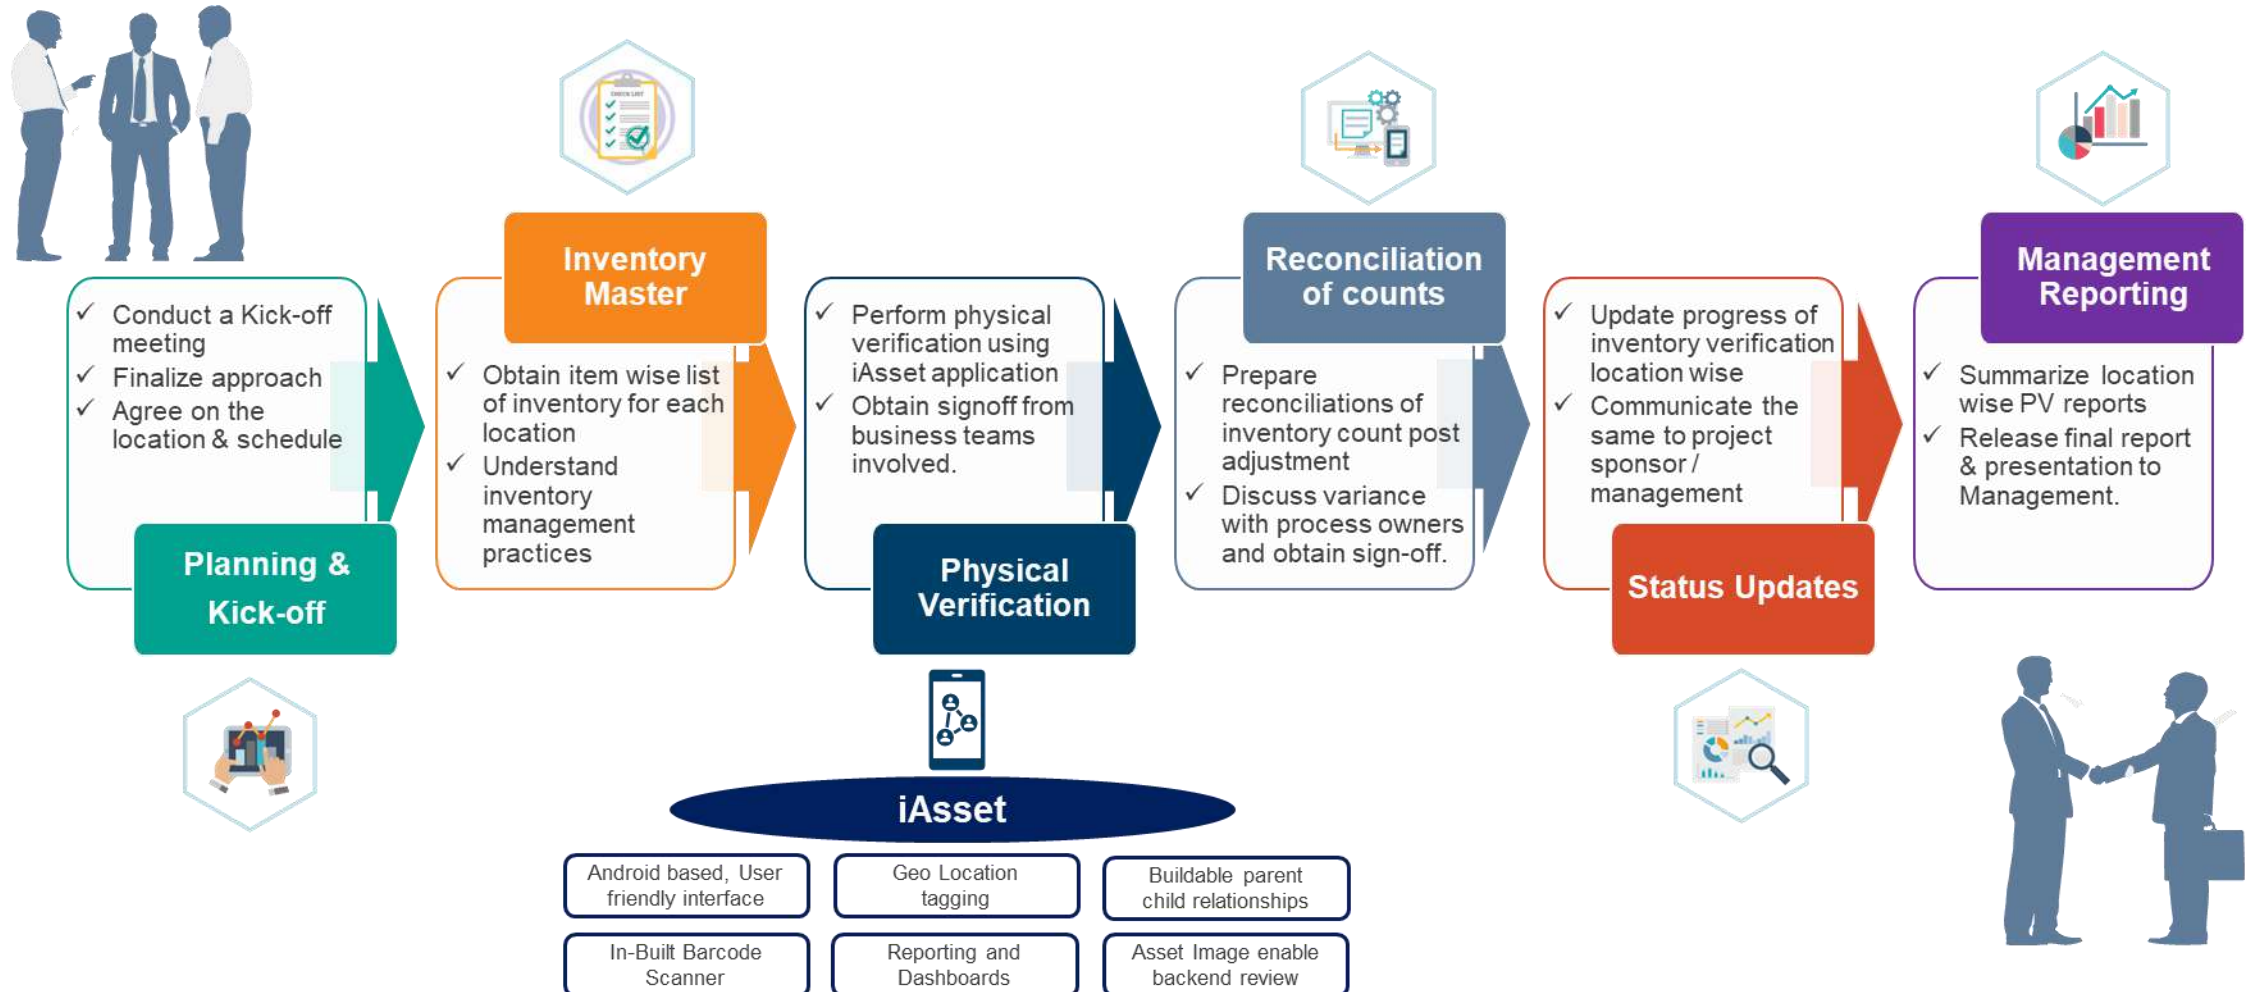 CHECK LIST
Conduct a Kick-off
meeting
Finalize approach
Agree on the
location & schedule
Planning &
Kick-off
Inventory
Master
Obtain item wise list
of inventory for each
location
Understand
inventory
management
practices
Perform physical
verification using
iAsset application
Obtain signoff from
business teams
involved.
Physical
Verification
Reconciliation
of counts
Prepare
reconciliations of
inventory count post
adjustment
Discuss variance
with process owners
and obtain sign-off.
Update progress of
inventory verification
location wise
Communicate the
same to project
sponsor /
management
Status Updates
Management
Reporting
Summarize location
wise PV reports
Release final report
& presentation to
Management.
iAsset
Android based, User
friendly interface
Geo Location
tagging
Buildable parent
child relationships
In-Built Barcode
Scanner
Reporting and
Dashboards
Asset Image enable
backend review